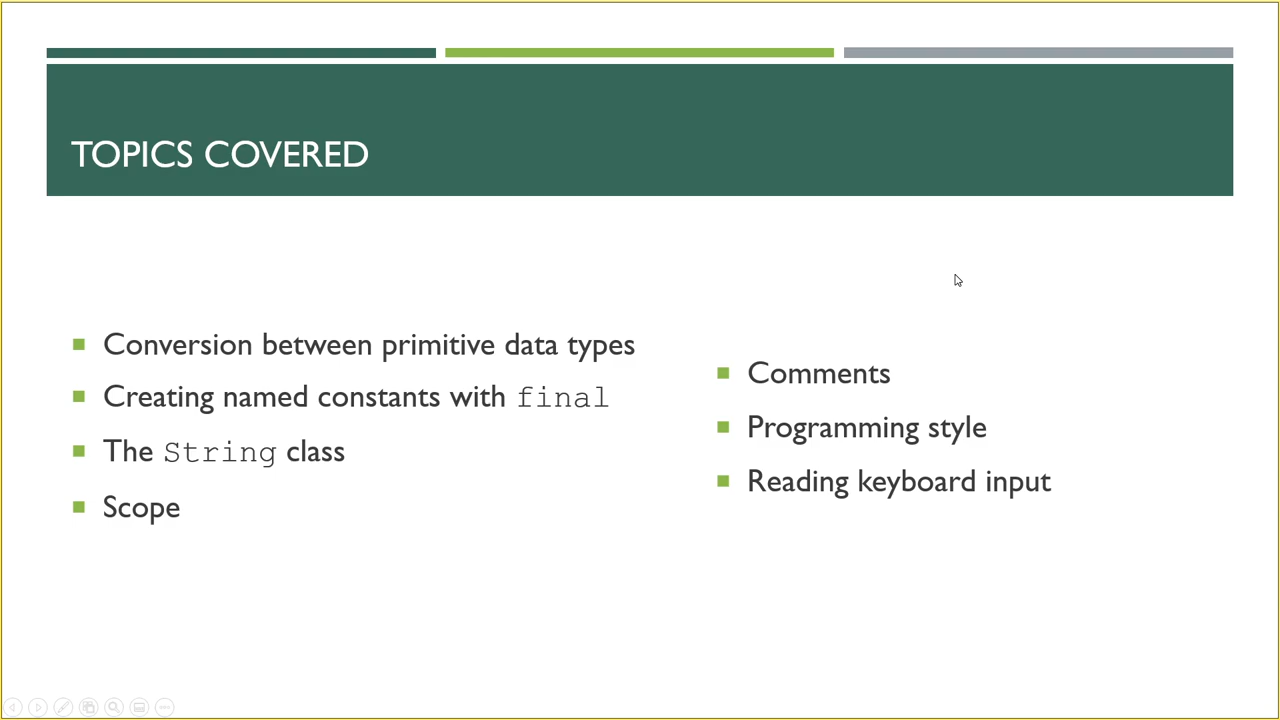 TOPICS COVERED
Conversion between primitive data types
Creating named constants with final
The String class
Scope
Comments
Programming style
Reading keyboard input